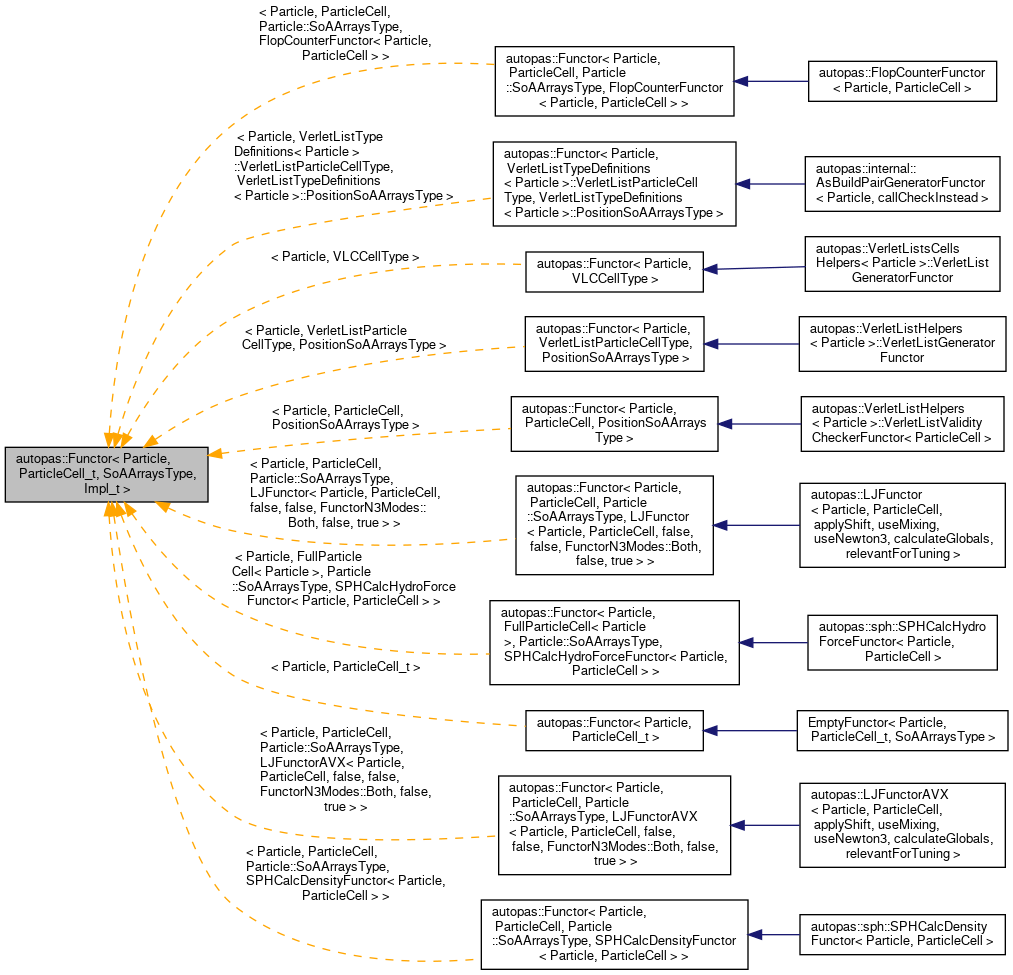 < Particle, ParticleCell,
Particle::SoAArraysType,
FlopCounterFunctor< Particle,
ParticleCell > >
autopas::Functor< Particle,
ParticleCell, Particle
::SoAArraysType, FlopCounterFunctor
< Particle, ParticleCell > >
autopas::FlopCounterFunctor
< Particle, ParticleCell >
< Particle, VerletListType
Definitions< Particle >
::VerletListParticleCellType,
VerletListTypeDefinitions
< Particle >::PositionSoAArraysType >
autopas::Functor< Particle,
VerletListTypeDefinitions
< Particle >::VerletListParticleCell
Type, VerletListTypeDefinitions
< Particle >::PositionSoAArraysType >
autopas::internal::
AsBuildPairGeneratorFunctor
< Particle, callCheckInstead >
< Particle, VLCCellType >
autopas::Functor< Particle,
VLCCellType >
autopas::VerletListsCells
Helpers< Particle >::VerletList
GeneratorFunctor
< Particle, VerletListParticle
CellType, PositionSoAArraysType >
autopas::Functor< Particle,
VerletListParticleCellType,
PositionSoAArraysType >
autopas::VerletListHelpers
< Particle >::VerletListGenerator
Functor
< Particle, ParticleCell,
PositionSoAArraysType >
autopas::Functor< Particle,
ParticleCell, PositionSoAArrays
Type >
autopas::VerletListHelpers
< Particle >::VerletListValidity
CheckerFunctor< ParticleCell >
autopas::Functor< Particle,
ParticleCell_t, SoAArraysType,
Impl_t >
< Particle, ParticleCell,
Particle::SoAArraysType,
LJFunctor< Particle, ParticleCell,
false, false, FunctorN3Modes::
Both, false, true > >
autopas::Functor< Particle,
ParticleCell, Particle
::SoAArraysType, LJFunctor
< Particle, ParticleCell, false,
false, FunctorN3Modes::Both,
false, true > >
autopas::LJFunctor
< Particle, ParticleCell,
applyShift, useMixing,
useNewton3, calculateGlobals,
relevantForTuning >
< Particle, FullParticle
Cell< Particle >, Particle
::SoAArraysType, SPHCalcHydroForce
Functor< Particle, ParticleCell > >
autopas::Functor< Particle,
FullParticleCell< Particle
>, Particle::SoAArraysType,
SPHCalcHydroForceFunctor< Particle,
ParticleCell > >
autopas::sph::SPHCalcHydro
ForceFunctor< Particle,
ParticleCell >
< Particle, ParticleCell_t >
autopas::Functor< Particle,
ParticleCell_t >
EmptyFunctor< Particle,
ParticleCell_t, SoAArraysType >
< Particle, ParticleCell,
Particle::SoAArraysType,
LJFunctorAVX< Particle,
ParticleCell, false, false,
FunctorN3Modes::Both, false,
true > >
autopas::Functor< Particle,
ParticleCell, Particle
::SoAArraysType, LJFunctorAVX
< Particle, ParticleCell, false,
false, FunctorN3Modes::Both, false,
true > >
autopas::LJFunctorAVX
< Particle, ParticleCell,
applyShift, useMixing,
useNewton3, calculateGlobals,
relevantForTuning >
< Particle, ParticleCell,
Particle::SoAArraysType,
SPHCalcDensityFunctor< Particle,
ParticleCell > >
autopas::Functor< Particle,
ParticleCell, Particle
::SoAArraysType, SPHCalcDensityFunctor
< Particle, ParticleCell > >
autopas::sph::SPHCalcDensity
Functor< Particle, ParticleCell >